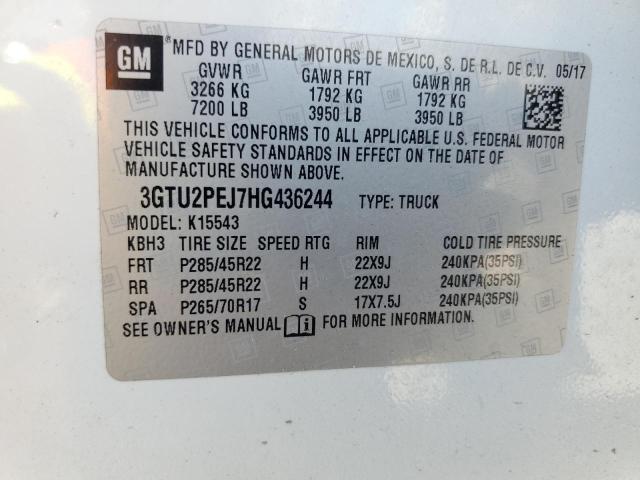 GM MFD BY GENERAL MOTORS DE MEXICO, S. DE R.L. DE C.V. 05/17
GVWR GAWR FRT GAWR RR
3266 KG 1792 KG 1792 KG
7200 LB 3950 LB 3950 LB
THIS VEHICLE CONFORMS TO ALL APPLICABLE U.S. FEDERAL MOTOR
VEHICLE SAFETY STANDARDS IN EFFECT ON THE DATE OF
MANUFACTURE SHOWN ABOVE.
3GTU2PEJ7HG436244 TYPE: TRUCK
MODEL: K15543
KBH3 TIRE SIZE SPEED RTG RIM COLD TIRE PRESSURE
FRT P285/45R22 H 22X9J 240KPA(35PSI)
RR P285/45R22 H 22X9J 240KPA(35PSI)
SPA P265/70R17 S 17X7.5J 240KPA(35PSI)
SEE OWNER'S MANUAL FOR MORE INFORMATION.